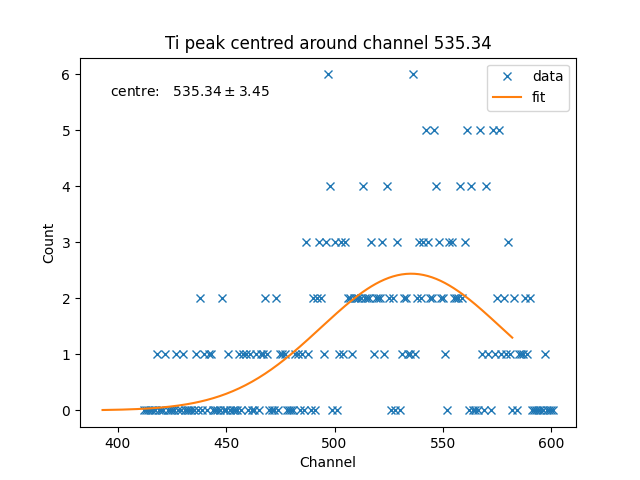 Ti peak centred around channel 535.34
centre: 535.34 ± 3.45
data
fit
6
5
4
3
2
1
0
Count
400 450 500 550 600
Channel